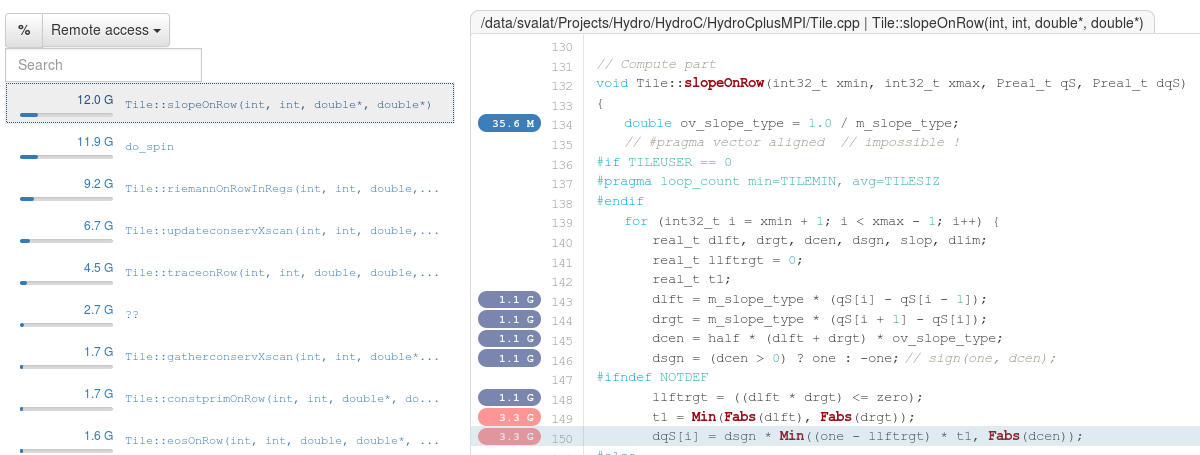 % Remote access
Search
12.0 G Tile::slopeOnRow(int, int, double*, double*)
11.9 G do_spin
9.2 G Tile::riemannOnRowInRegs(int, int, double,...
6.7 G Tile::updateconservXscan(int, int, double,...
4.5 G Tile::traceonRow(int, int, double, double,...
2.7 G ??
1.7 G Tile::gatherconservXscan(int, int, double*...
1.7 G Tile::constprimOnRow(int, int, double*, do...
1.6 G Tile::eosOnRow(int, int, double, double*, ...
/data/svalat/Projects/Hydro/HydroC/HydroCplusMPI/Tile.cpp | Tile::slopeOnRow(int, int, double*, double*)
130
131 // Compute part
132 void Tile::slopeOnRow(int32_t xmin, int32_t xmax, Preal_t qS, Preal_t dqS)
133 {
35.6 M 134 double ov_slope_type = 1.0 / m_slope_type;
135 // #pragma vector aligned // impossible !
136 #if TILEUSER == 0
137 #pragma loop_count min=TILEMIN, avg=TILESIZ
138 #endif
139 for (int32_t i = xmin + 1; i < xmax - 1; i++) {
140 real_t dlft, drgt, dcen, dsgn, slop, dlim;
141 real_t llftrgt = 0;
142 real_t t1;
1.1 G 143 dlft = m_slope_type * (qS[i] - qS[i - 1]);
1.1 G 144 drgt = m_slope_type * (qS[i + 1] - qS[i]);
1.1 G 145 dcen = half * (dlft + drgt) * ov_slope_type;
1.1 G 146 dsgn = (dcen > 0) ? one : -one; // sign(one, dcen);
147 #ifndef NOTDEF
1.1 G 148 llftrgt = ((dlft * drgt) <= zero);
3.3 G 149 t1 = Min(Fabs(dlft), Fabs(drgt));
3.3 G 150 dqS[i] = dsgn * Min((one - llftrgt) * t1, Fabs(dcen));
#else